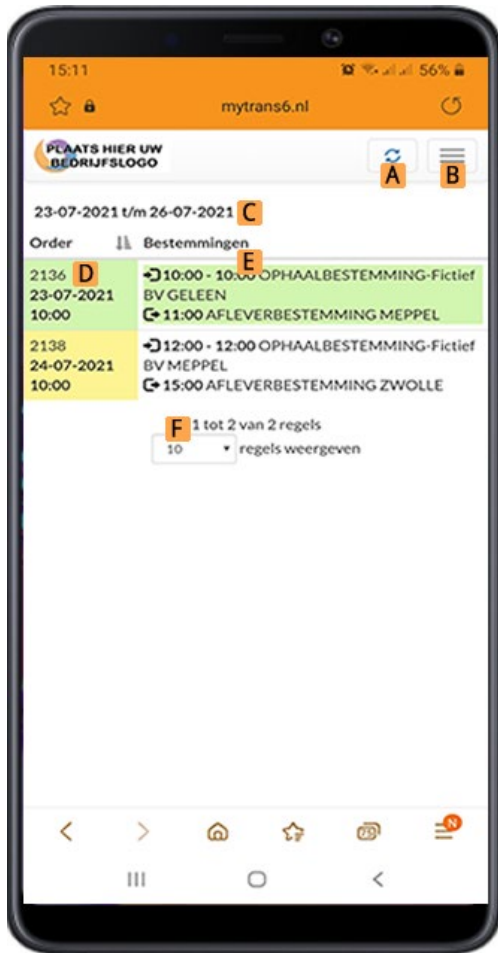 15:11
56%
mytrans6.nl
PLAATS HIER UW
BEDRIJFSLOGO
A
B
23-07-2021 t/m 26-07-2021 C
Order Bestemmingen
E
2136 D
10:00 - 10:00 OPHAALBESTEMMING-Fictief
23-07-2021
BV GELEEN
10:00
11:00 AFLEVERBESTEMMING MEPPEL
2138
12:00 - 12:00 OPHAALBESTEMMING-Fictief
24-07-2021
BV MEPPEL
10:00
15:00 AFLEVERBESTEMMING ZWOLLE
F 1 tot 2 van 2 regels
10 regels weergeven
N